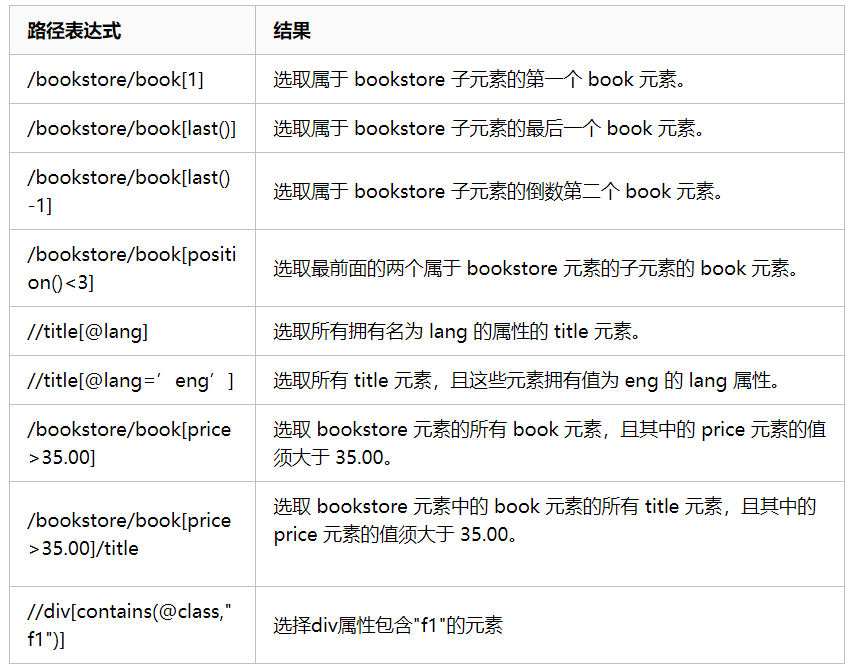 路径表达式 结果
/bookstore/book[1] 选取属于 bookstore 子元素的第一个 book 元素。
/bookstore/book[last()] 选取属于 bookstore 子元素的最后一个 book 元素。
/bookstore/book[last()
-1]
选取属于 bookstore 子元素的倒数第二个 book 元素。
/bookstore/book[positi
on()<3]
选取最前面的两个属于 bookstore 元素的子元素的 book 元素。
//title[@lang] 选取所有拥有名为 lang 的属性的 title 元素。
//title[@lang=’eng’] 选取所有 title 元素，且这些元素拥有值为 eng 的 lang 属性。
/bookstore/book[price
>35.00]
选取 bookstore 元素的所有 book 元素，且其中的 price 元素的值
须大于 35.00。
/bookstore/book[price
>35.00]/title
选取 bookstore 元素中的 book 元素的所有 title 元素，且其中的
price 元素的值须大于 35.00。
//div[contains(@class,"
f1")]
选择div属性包含"f1"的元素